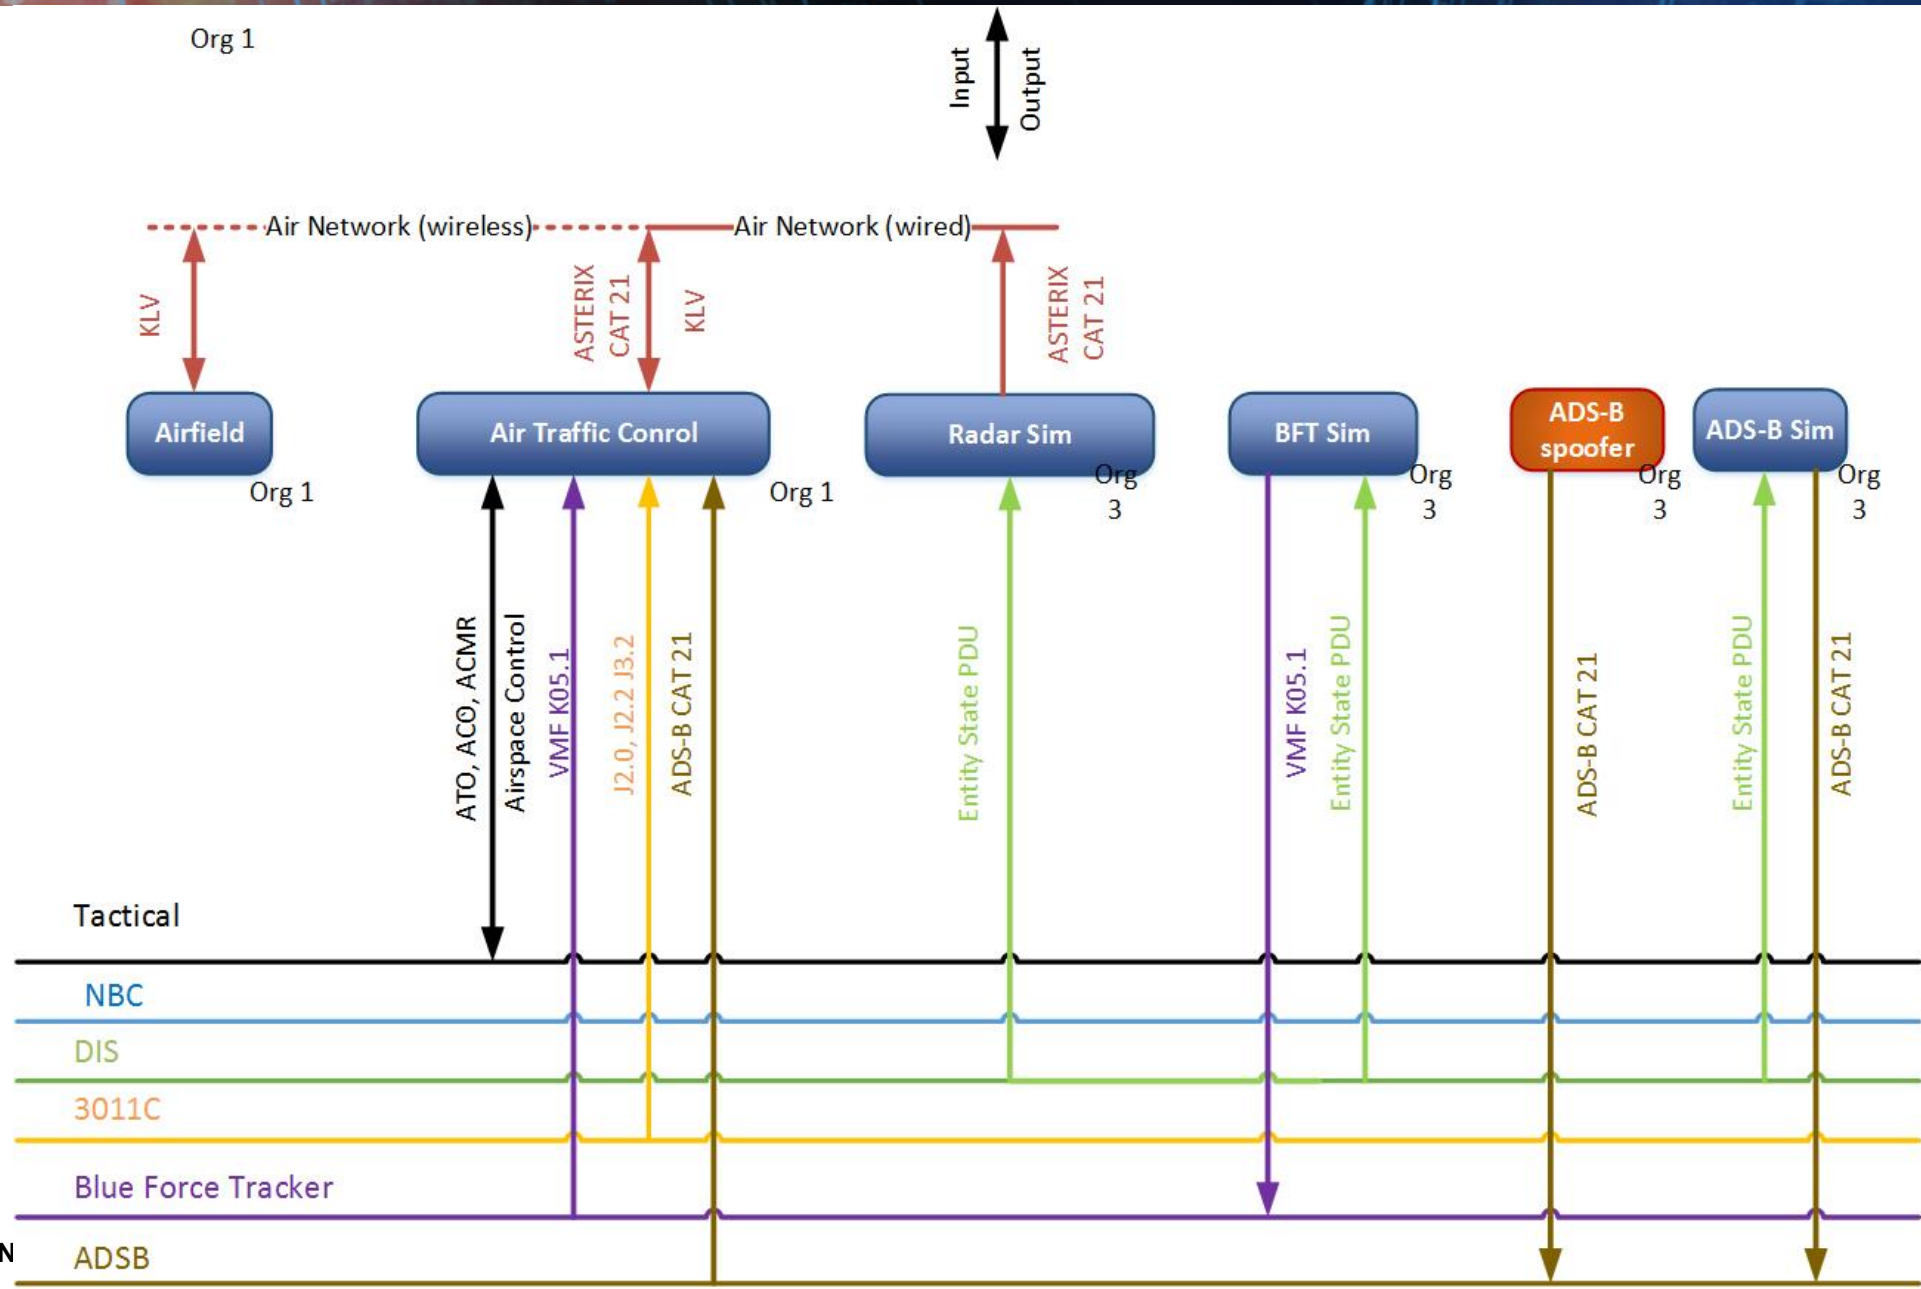 Org 1
Input
Output
Air Network (wireless)
Air Network (wired)
KLV
ASTERIX
CAT 21
KLV
ASTERIX
CAT 21
Airfield
Air Traffic Conrol
Radar Sim
BFT Sim
ADS-B
spoofer
ADS-B Sim
Org 1
Org 1
Org
3
Org
3
Org
3
Org
3
ATO, ACO, ACMR
Airspace Control
VMF K05.1
J2.0, J2.2 J3.2
ADS-B CAT 21
Entity State PDU
VMF K05.1
Entity State PDU
ADS-B CAT 21
Entity State PDU
ADS-B CAT 21
Tactical
NBC
DIS
3011C
Blue Force Tracker
N
ADSB